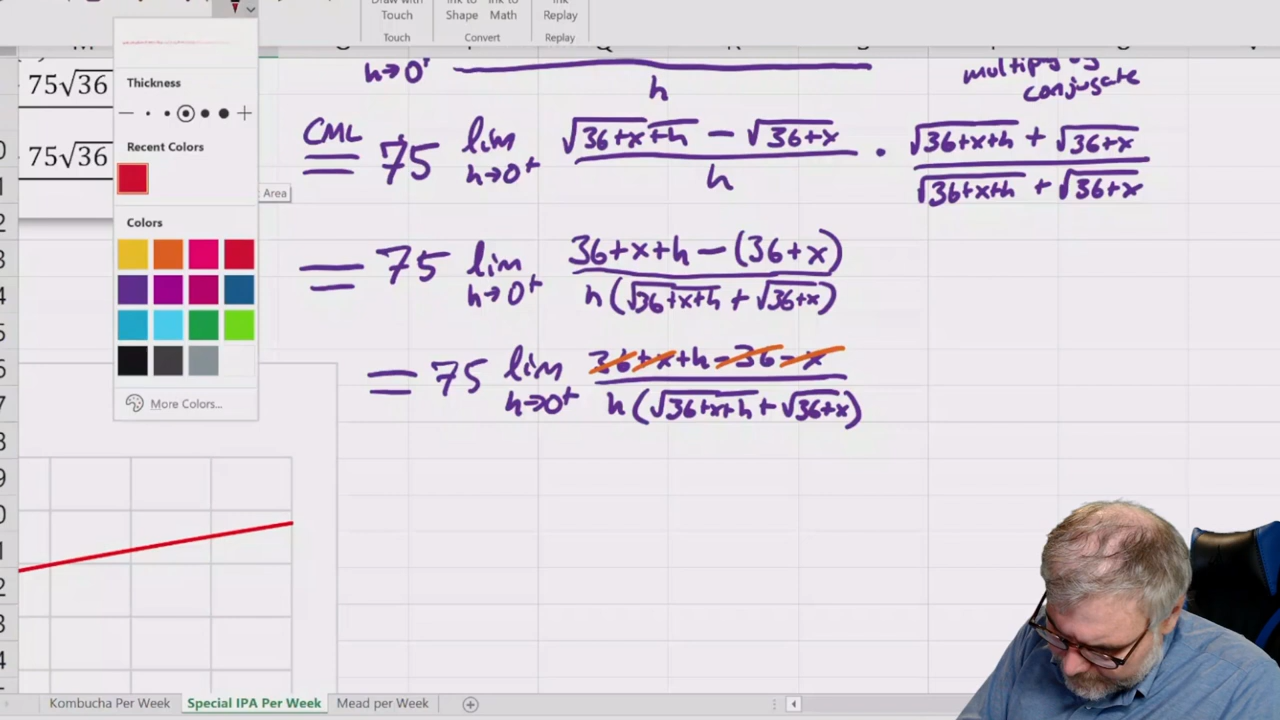 Draw with Touch
Ink to Shape
Ink to Math
Ink Replay
Touch
Convert
Replay
Thickness
Recent Colors
Area
Colors
More Colors...
75√36
75√36
h→0⁺
h
conjugate
CML = 75 lim h→0⁺ (√(36+x+h) − √(36+x)) / h · (√(36+x+h) + √(36+x)) / (√(36+x+h) + √(36+x))
= 75 lim h→0⁺ (36+x+h − (36+x)) / (h(√(36+x+h) + √(36+x)))
= 75 lim h→0⁺ (36+x+h−36−x) / (h(√(36+x+h) + √(36+x)))
Kombucha Per Week
Special IPA Per Week
Mead per Week